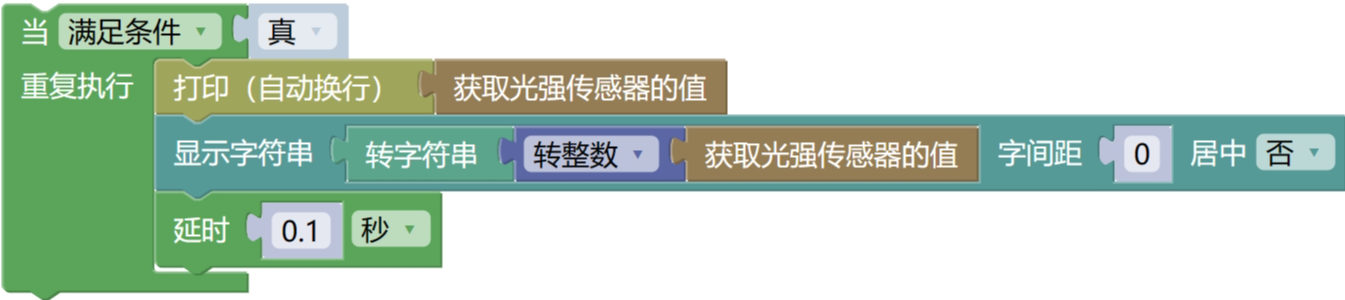 当 满足条件 真
重复执行 打印（自动换行） 获取光强传感器的值
显示字符串 转字符串 转整数 获取光强传感器的值 字间距 0 居中 否
延时 0.1 秒